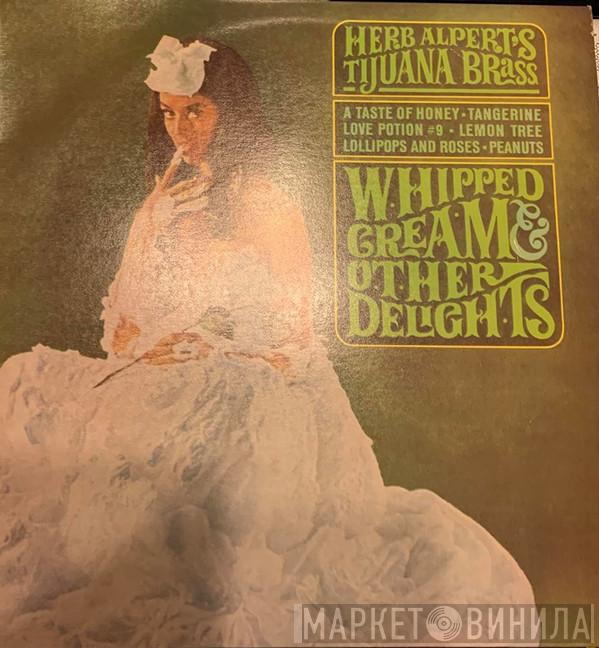 HERB ALPERT'S
TIJUANA BRASS
A TASTE OF HONEY • TANGERINE
LOVE POTION #9 • LEMON TREE
LOLLIPOPS AND ROSES • PEANUTS
WHIPPED
CREAM &
OTHER
DELIGHTS
МАРКЕТ ВИНИЛА